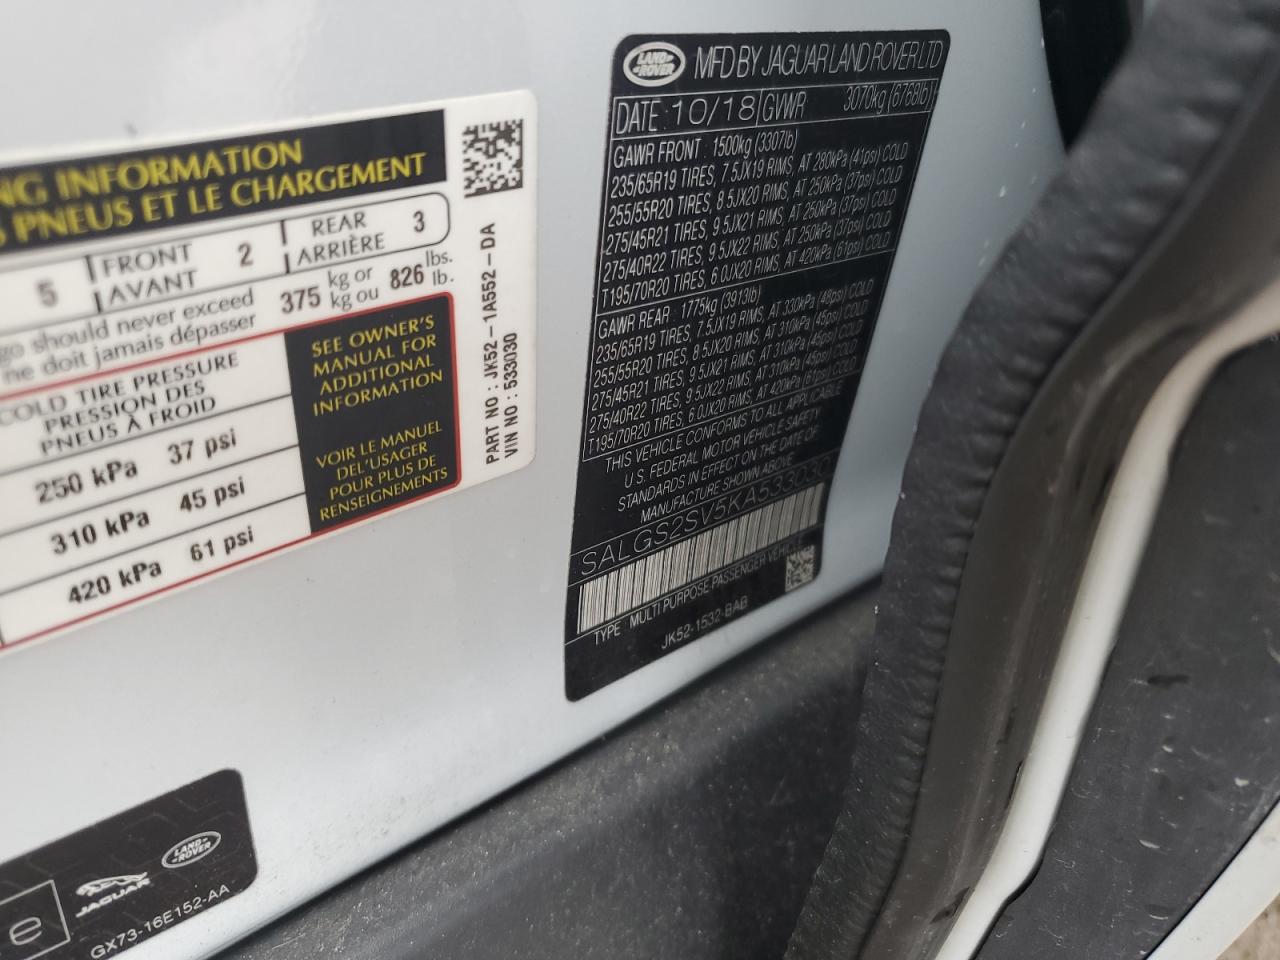 NG INFORMATION
S PNEUS ET LE CHARGEMENT
5 FRONT AVANT 2 REAR ARRIÈRE 3
go should never exceed 375 kg or 826 lbs.
ne doit jamais dépasser kg ou lb.
COLD TIRE PRESSURE
PRESSION DES
PNEUS À FROID
250 kPa 37 psi
310 kPa 45 psi
420 kPa 61 psi
SEE OWNER'S
MANUAL FOR
ADDITIONAL
INFORMATION
VOIR LE MANUEL
DEL'USAGER
POUR PLUS DE
RENSEIGNEMENTS
PART NO : JK52-1A552-DA
VIN NO : 533030
LAND ROVER
MFD BY JAGUAR LAND ROVER LTD
DATE : 10/18 GVWR 3070kg (6768lb)
GAWR FRONT : 1500kg (3307lb)
235/65R19 TIRES, 7.5JX19 RIMS, AT 280kPa (41psi) COLD
255/55R20 TIRES, 8.5JX20 RIMS, AT 250kPa (37psi) COLD
275/45R21 TIRES, 9.5JX21 RIMS, AT 250kPa (37psi) COLD
275/40R22 TIRES, 9.5JX22 RIMS, AT 250kPa (37psi) COLD
T195/70R20 TIRES, 6.0JX20 RIMS, AT 420kPa (61psi) COLD
GAWR REAR : 1775kg (3913lb)
235/65R19 TIRES, 7.5JX19 RIMS, AT 330kPa (48psi) COLD
255/55R20 TIRES, 8.5JX20 RIMS, AT 310kPa (45psi) COLD
275/45R21 TIRES, 9.5JX21 RIMS, AT 310kPa (45psi) COLD
275/40R22 TIRES, 9.5JX22 RIMS, AT 310kPa (45psi) COLD
T195/70R20 TIRES, 6.0JX20 RIMS, AT 420kPa (61psi) COLD
THIS VEHICLE CONFORMS TO ALL APPLICABLE
U.S. FEDERAL MOTOR VEHICLE SAFETY
STANDARDS IN EFFECT ON THE DATE OF
MANUFACTURE SHOWN ABOVE
SALGS2SV5KA533030
TYPE MULTI PURPOSE PASSENGER VEHICLE
JK52-1532-BAB
e
JAGUAR
LAND ROVER
GX73-16E152-AA